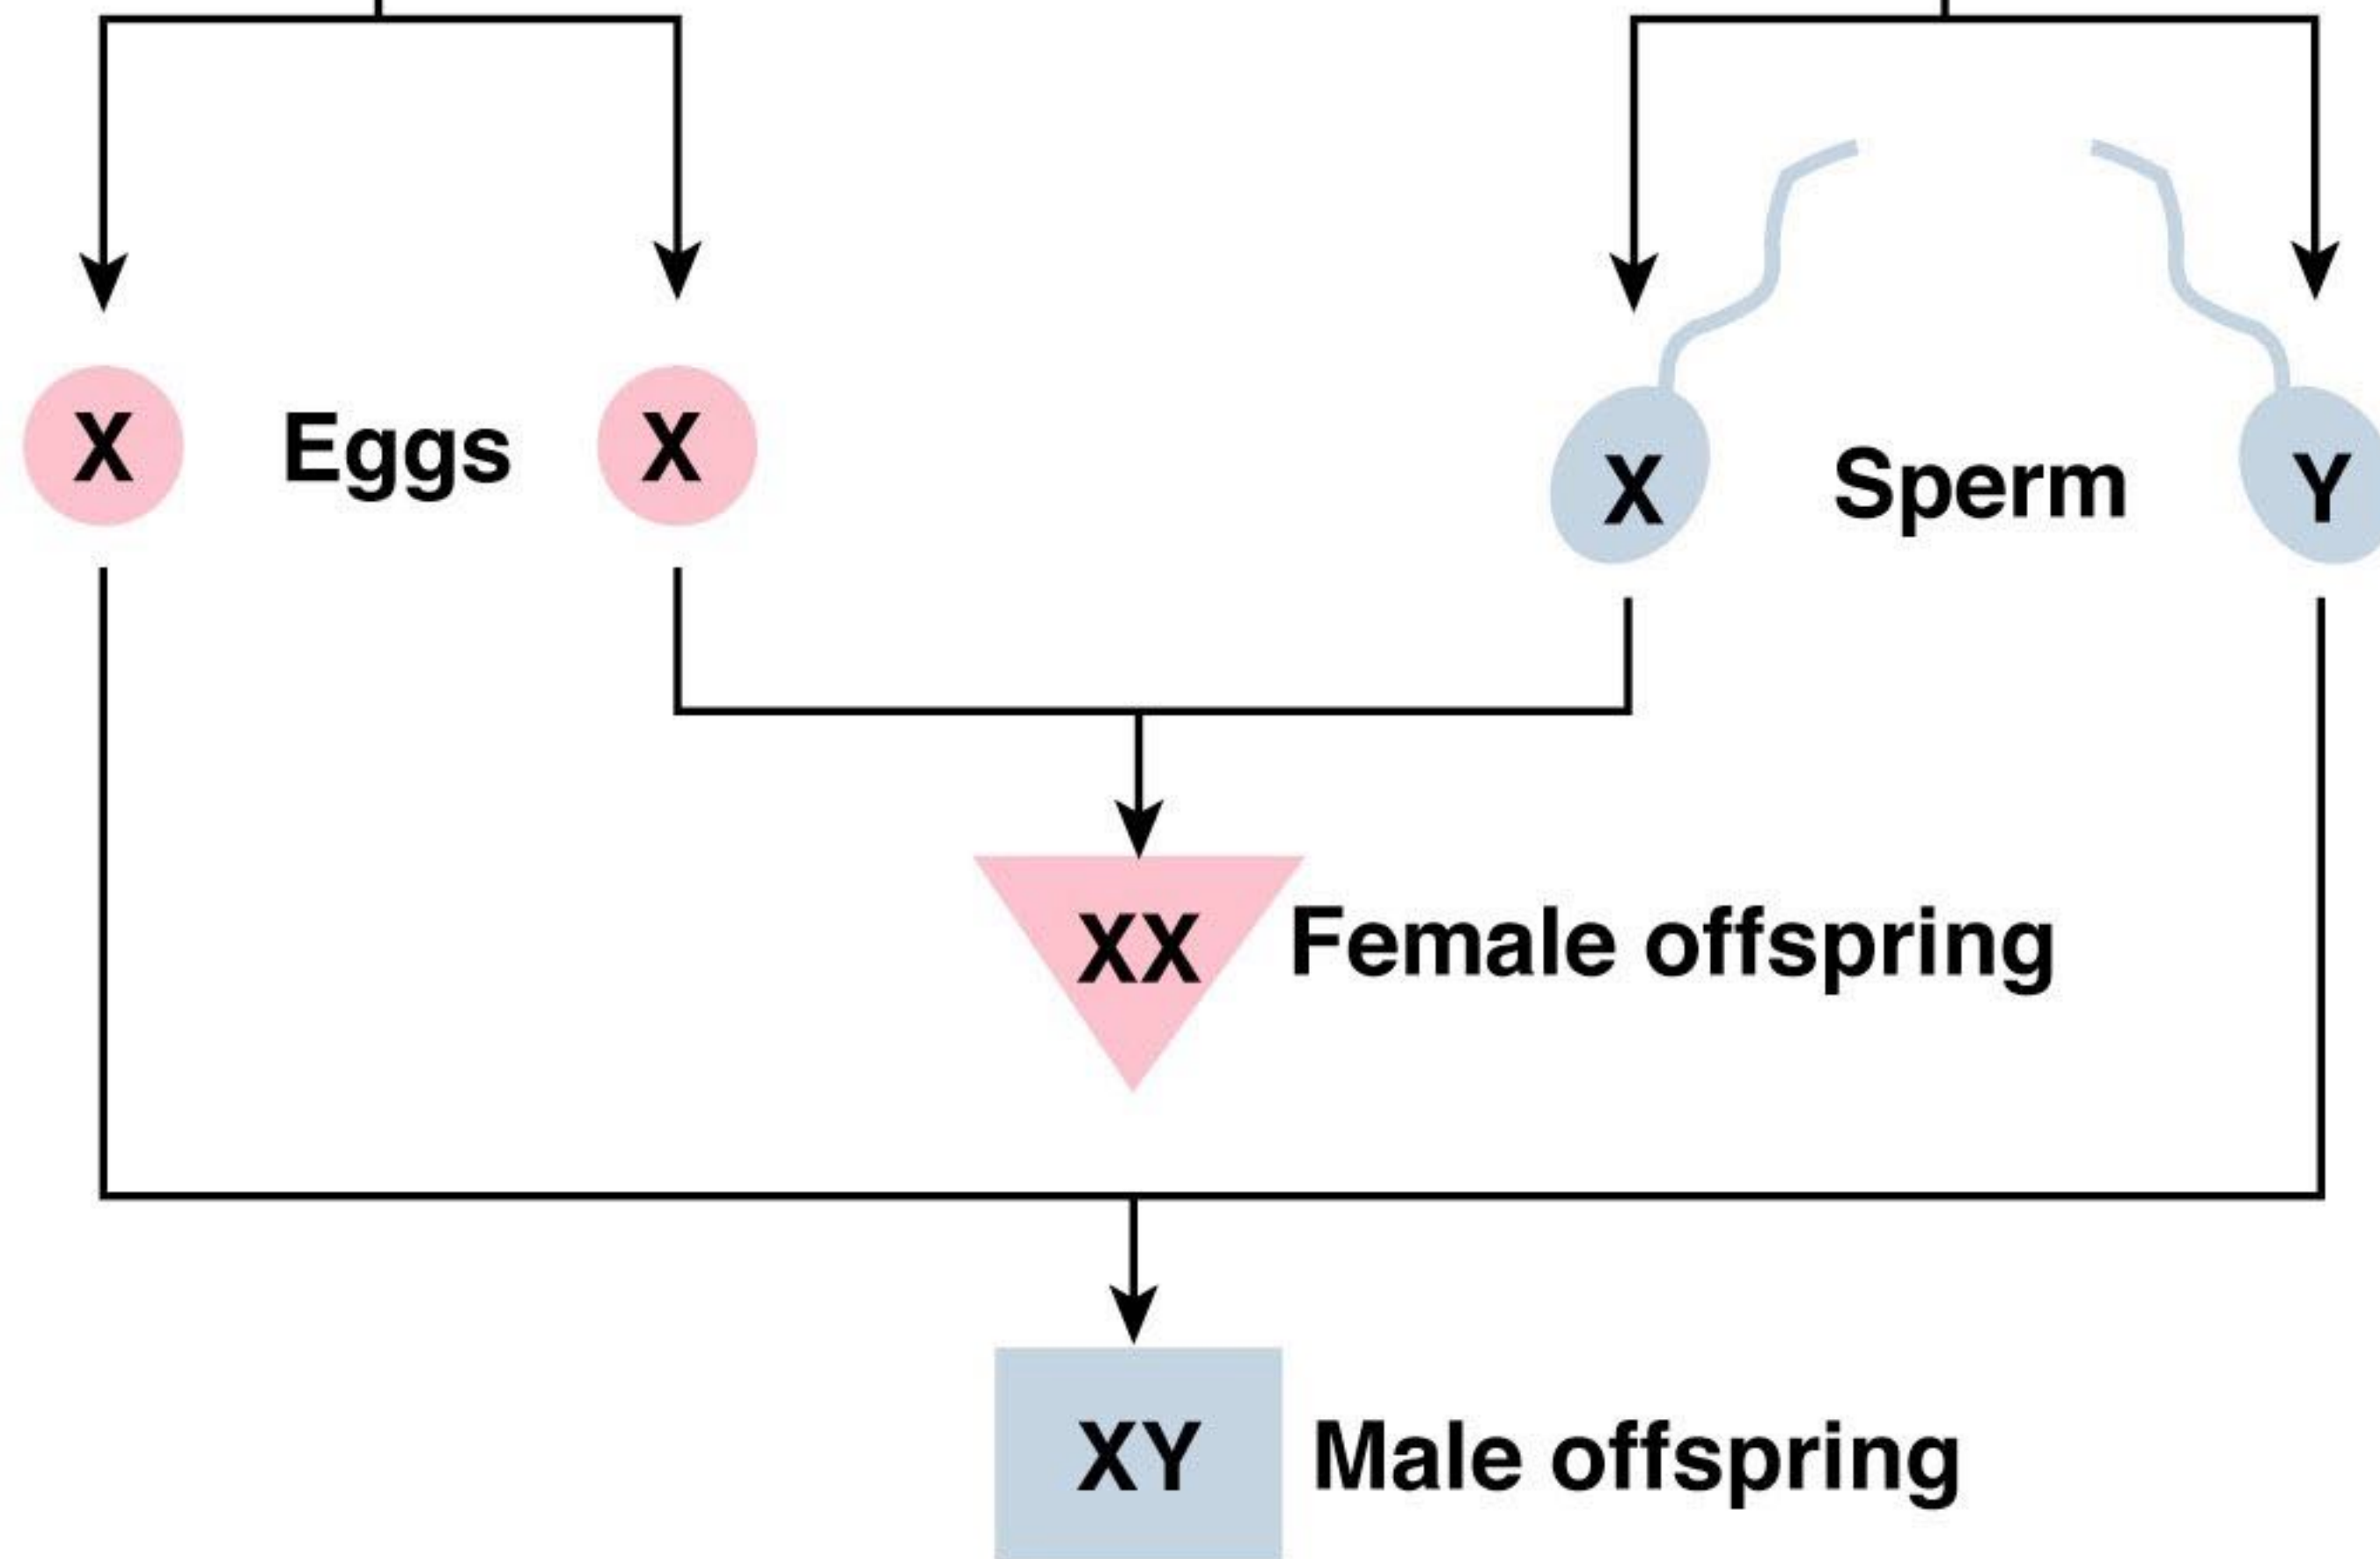 X Eggs X
X Sperm Y
XX Female offspring
XY Male offspring